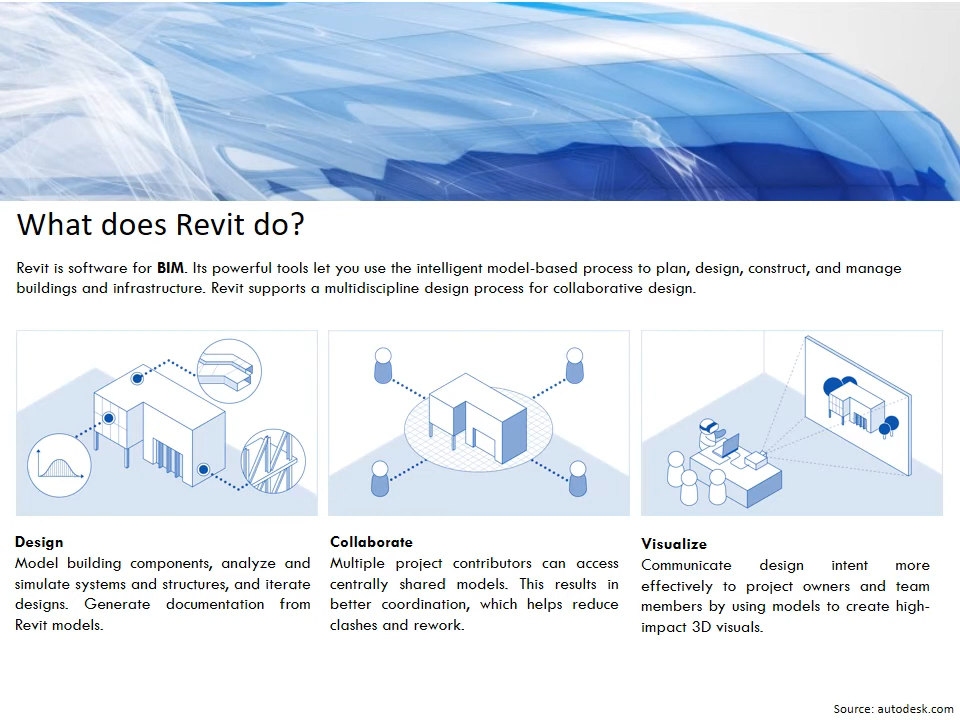 What does Revit do?
Revit is software for BIM. Its powerful tools let you use the intelligent model-based process to plan, design, construct, and manage
buildings and infrastructure. Revit supports a multidiscipline design process for collaborative design.
Design
Model building components, analyze and
simulate systems and structures, and iterate
designs. Generate documentation from
Revit models.
Collaborate
Multiple project contributors can access
centrally shared models. This results in
better coordination, which helps reduce
clashes and rework.
Visualize
Communicate design intent more
effectively to project owners and team
members by using models to create high-
impact 3D visuals.
Source: autodesk.com